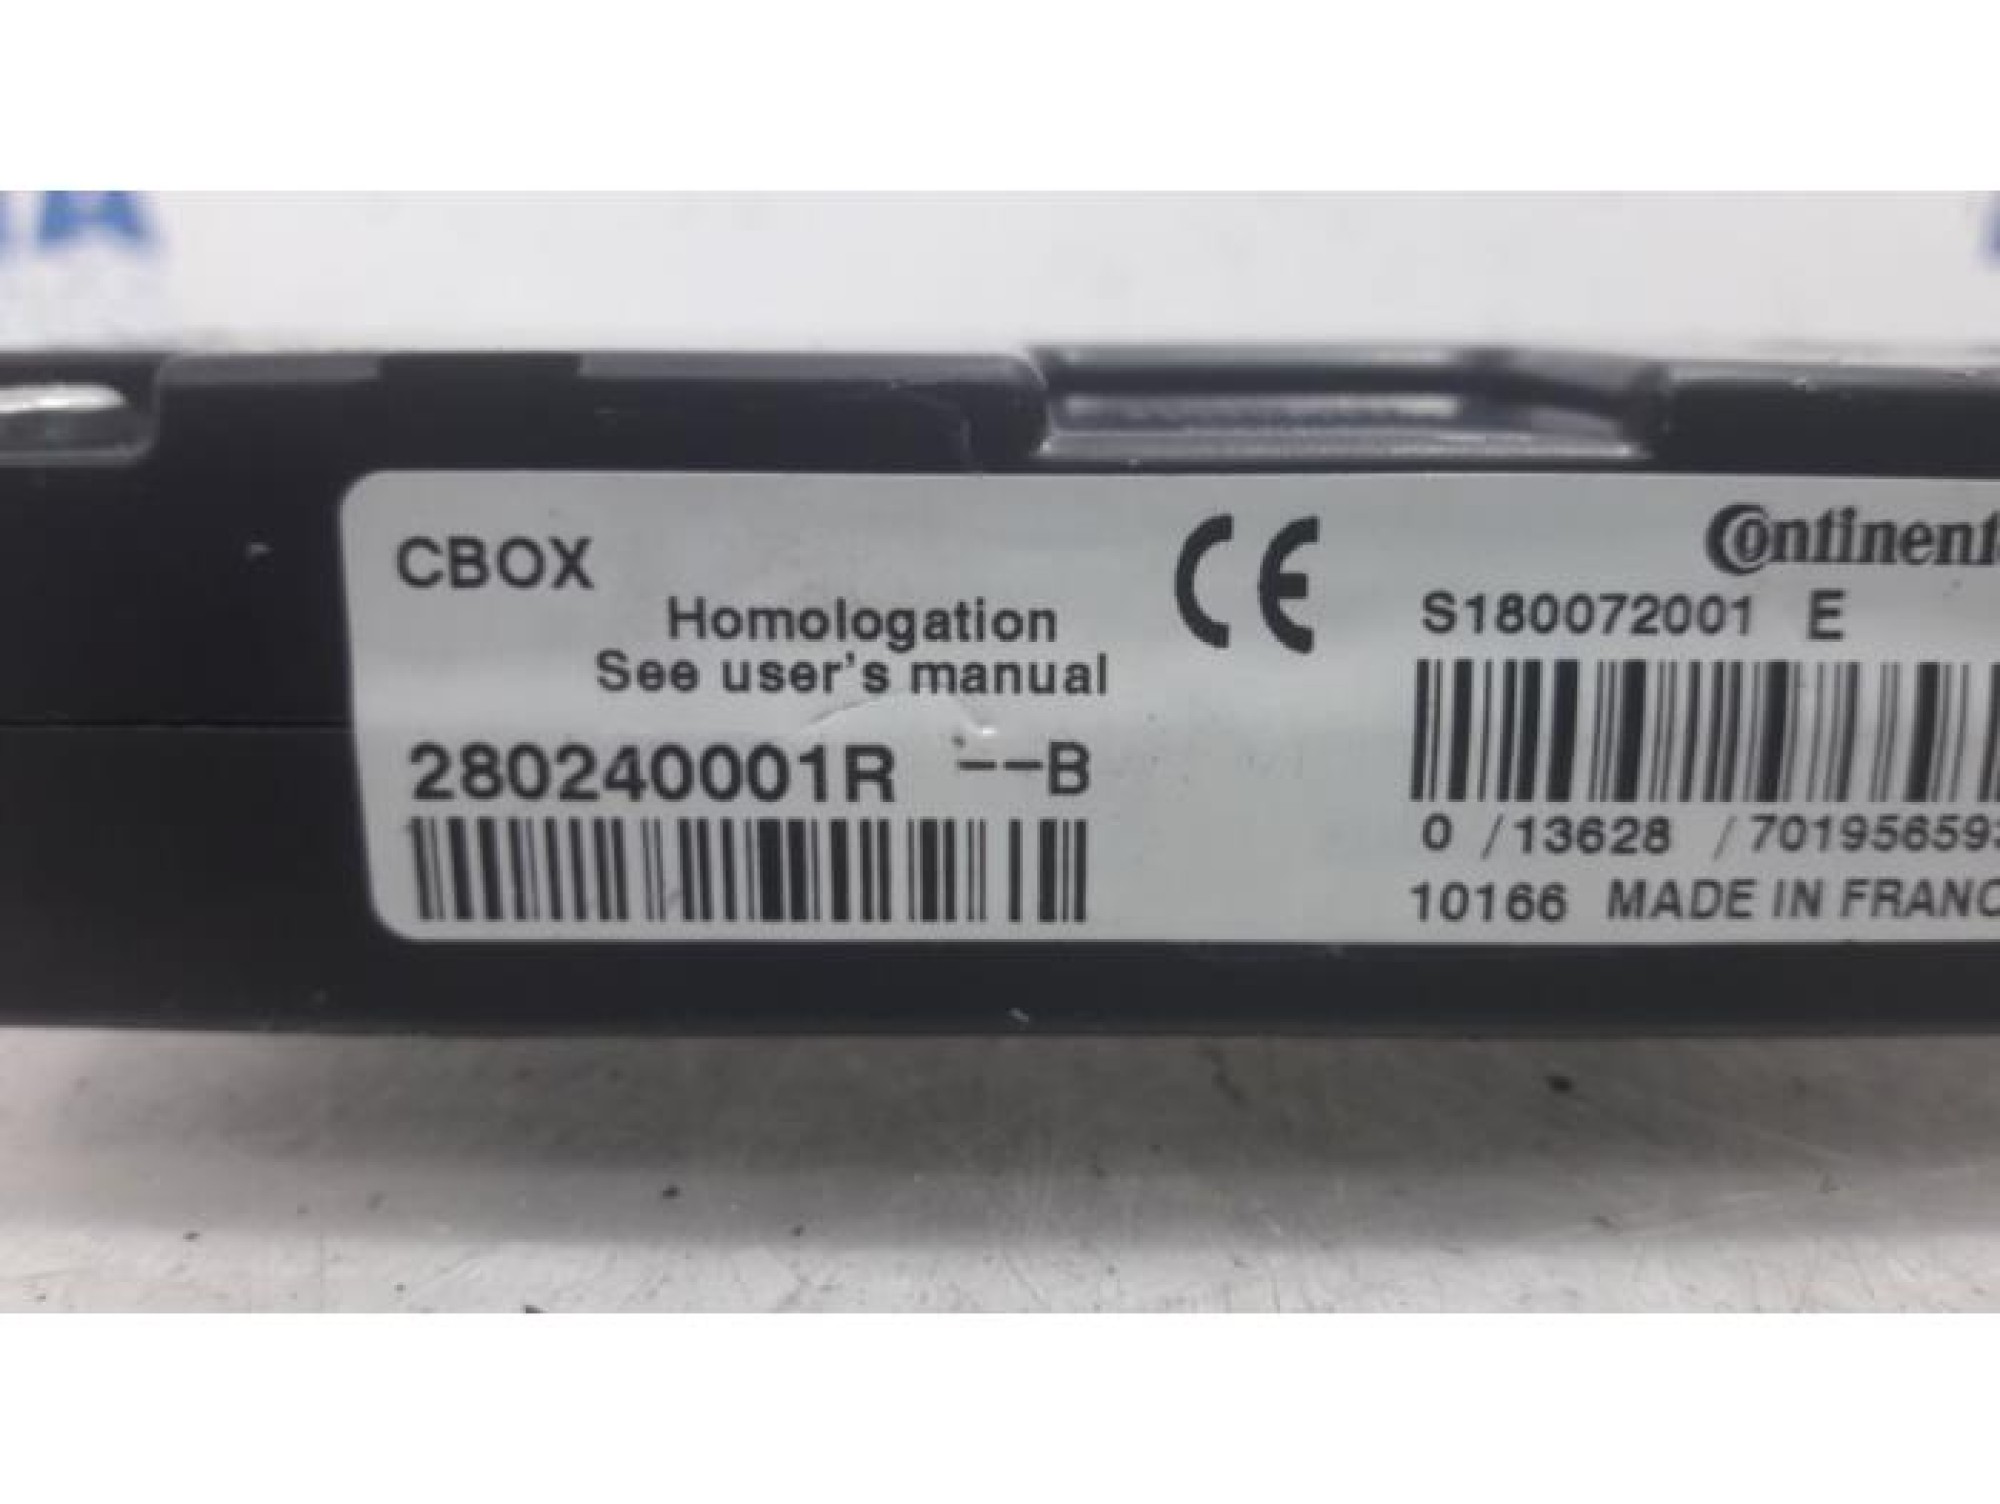 CBOX
Homologation
See user's manual
280240001R --B
CE
S180072001 E
0 /13628 /
10166 MADE IN